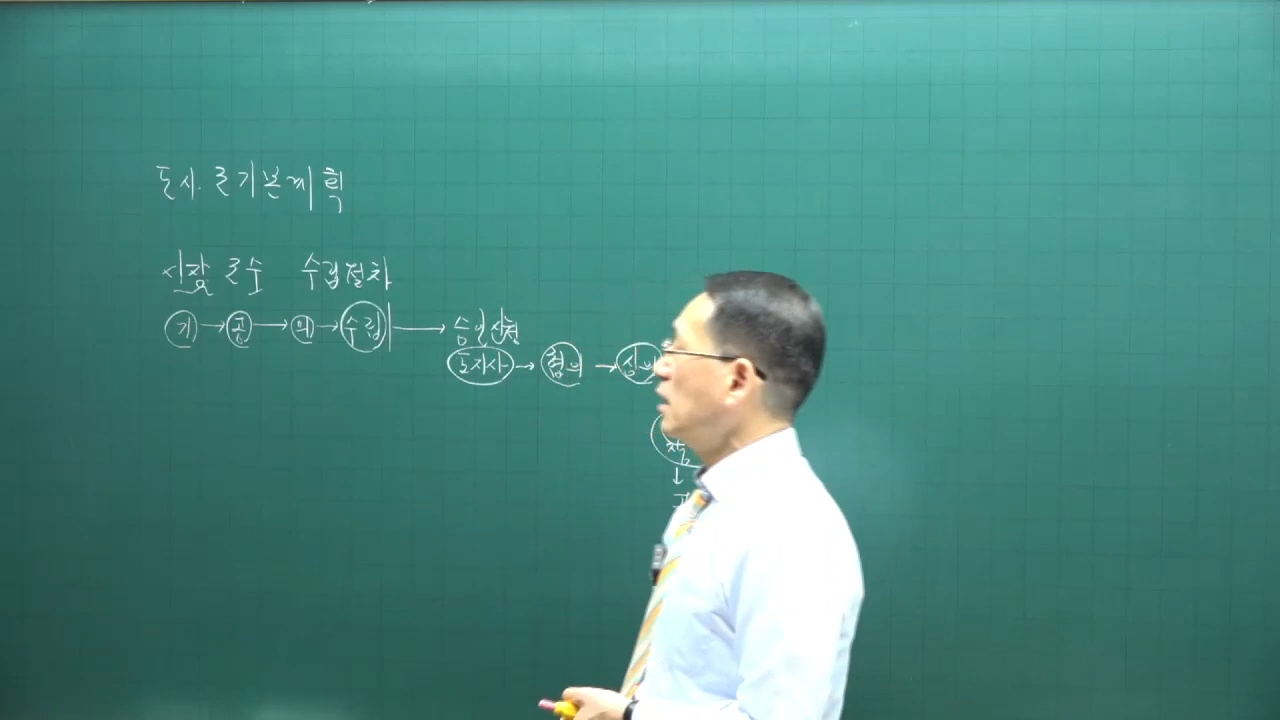 도시·군기본계획
시장 군수 수립절차
기→공→의→수립→승인신청
도지사→협의→심의
작
↓